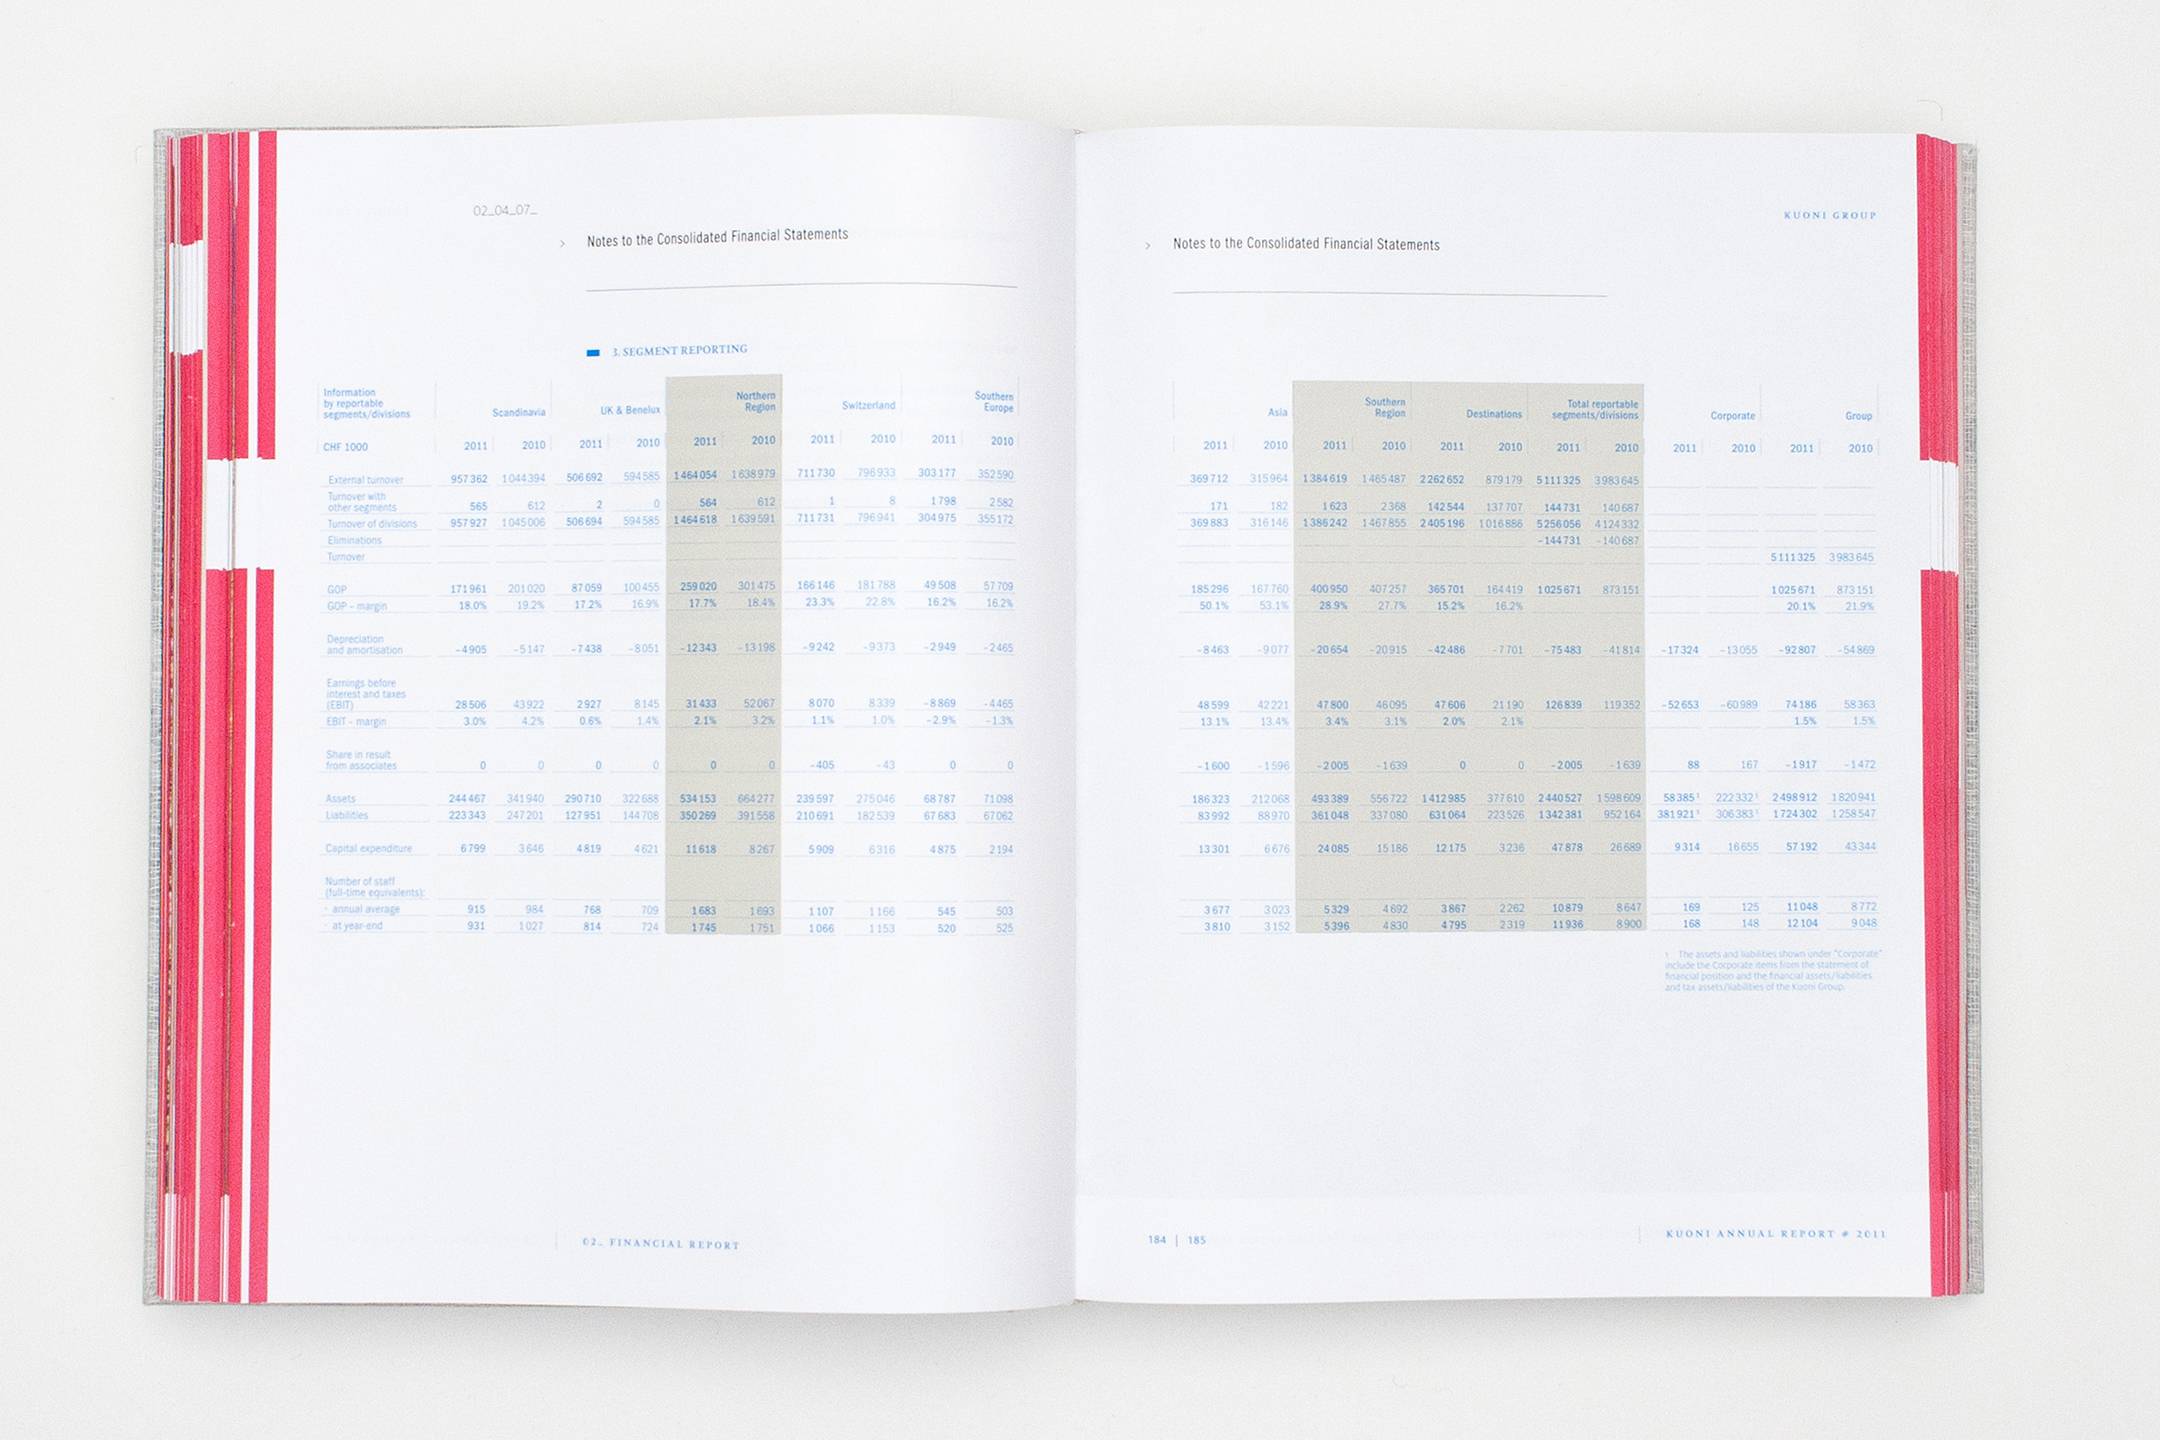 02_04_07_
› Notes to the Consolidated Financial Statements
3. SEGMENT REPORTING
Information by reportable segments/divisions Scandinavia UK & Benelux Northern Region Switzerland Southern Europe
CHF 1000 2011 2010 2011 2010 2011 2010 2011 2010 2011 2010
External turnover 957 362 1 044 394 506 692 594 585 1 464 054 1 638 979 711 730 796 933 303 177 352 590
Turnover with other segments 565 612 2 0 564 612 1 8 1 798 2 582
Turnover of divisions 957 927 1 045 006 506 694 594 585 1 464 618 1 639 591 711 731 796 941 304 975 355 172
Eliminations
Turnover
GOP 171 961 201 020 87 059 100 455 259 020 301 475 166 146 181 788 49 508 57 709
GOP – margin 18.0% 19.2% 17.2% 16.9% 17.7% 18.4% 23.3% 22.8% 16.2% 16.2%
Depreciation and amortisation –4 905 –5 147 –7 438 –8 051 –12 343 –13 198 –9 242 –9 373 –2 949 –2 465
Earnings before interest and taxes (EBIT) 28 506 43 922 2 927 8 145 31 433 52 067 8 070 8 339 –8 869 –4 465
EBIT – margin 3.0% 4.2% 0.6% 1.4% 2.1% 3.2% 1.1% 1.0% –2.9% –1.3%
Share in result from associates 0 0 0 0 0 0 –405 –43 0 0
Assets 244 467 341 940 290 710 322 688 534 153 664 277 239 597 275 046 68 787 71 098
Liabilities 223 343 247 201 127 951 144 708 350 269 391 558 210 691 182 539 67 683 67 062
Capital expenditure 6 799 3 646 4 819 4 621 11 618 8 267 5 909 6 316 4 875 2 194
Number of staff (full-time equivalents):
· annual average 915 984 768 709 1 683 1 693 1 107 1 166 545 503
· at year-end 931 1 027 814 724 1 745 1 751 1 066 1 153 520 525
02_ FINANCIAL REPORT
KUONI GROUP
› Notes to the Consolidated Financial Statements
Asia Southern Region Destinations Total reportable segments/divisions Corporate Group
2011 2010 2011 2010 2011 2010 2011 2010 2011 2010 2011 2010
369 712 315 964 1 384 619 1 465 487 2 262 652 879 179 5 111 325 3 983 645
171 182 1 623 2 368 142 544 137 707 144 731 140 687
369 883 316 146 1 386 242 1 467 855 2 405 196 1 016 886 5 256 056 4 124 332
–144 731 –140 687
5 111 325 3 983 645
185 296 167 760 400 950 407 257 365 701 164 419 1 025 671 873 151 1 025 671 873 151
50.1% 53.1% 28.9% 27.7% 15.2% 16.2% 20.1% 21.9%
–8 463 –9 077 –20 654 –20 915 –42 486 –7 701 –75 483 –41 814 –17 324 –13 055 –92 807 –54 869
48 599 42 221 47 800 46 095 47 606 21 190 126 839 119 352 –52 653 –60 989 74 186 58 363
13.1% 13.4% 3.4% 3.1% 2.0% 2.1% 1.5% 1.5%
–1 600 –1 596 –2 005 –1 639 0 0 –2 005 –1 639 88 167 –1 917 –1 472
186 323 212 068 493 389 556 722 1 412 985 377 610 2 440 527 1 598 609 58 385¹ 222 332¹ 2 498 912 1 820 941
83 992 88 970 361 048 337 080 631 064 223 526 1 342 381 952 164 381 921¹ 306 383¹ 1 724 302 1 258 547
13 301 6 676 24 085 15 186 12 175 3 236 47 878 26 689 9 314 16 655 57 192 43 344
3 677 3 023 5 329 4 692 3 867 2 262 10 879 8 647 169 125 11 048 8 772
3 810 3 152 5 396 4 830 4 795 2 319 11 936 8 900 168 148 12 104 9 048
¹ The assets and liabilities shown under "Corporate"
include the Corporate items from the statement of
financial position and the financial assets/liabilities
and tax assets/liabilities of the Kuoni Group.
184 | 185
KUONI ANNUAL REPORT # 2011